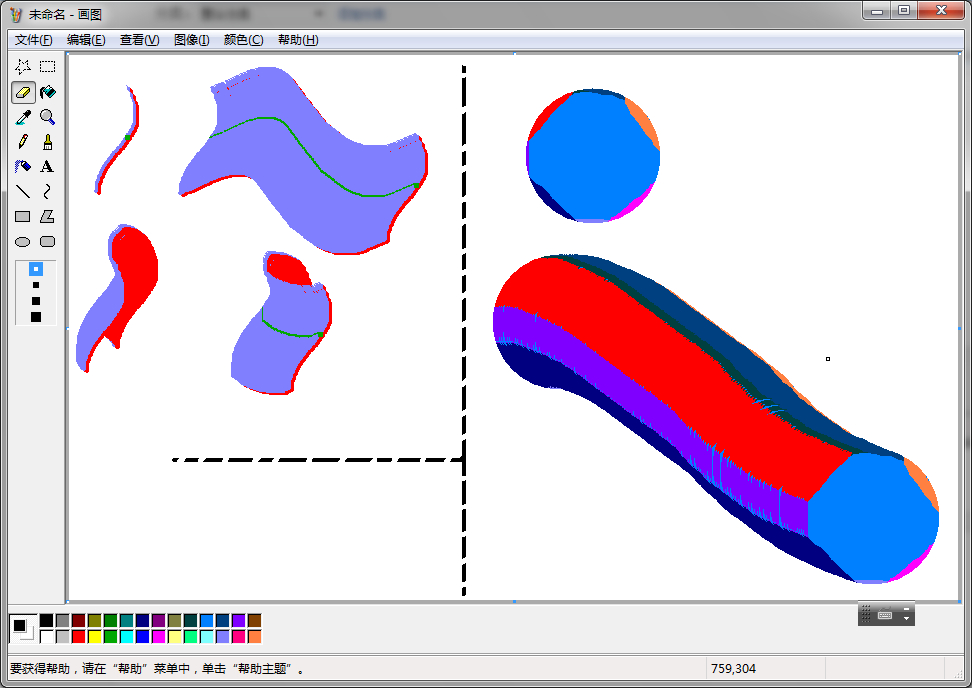 未命名 - 画图
文件(F) 编辑(E) 查看(V) 图像(I) 颜色(C) 帮助(H)
A
要获得帮助，请在“帮助”菜单中，单击“帮助主题”。
759,304